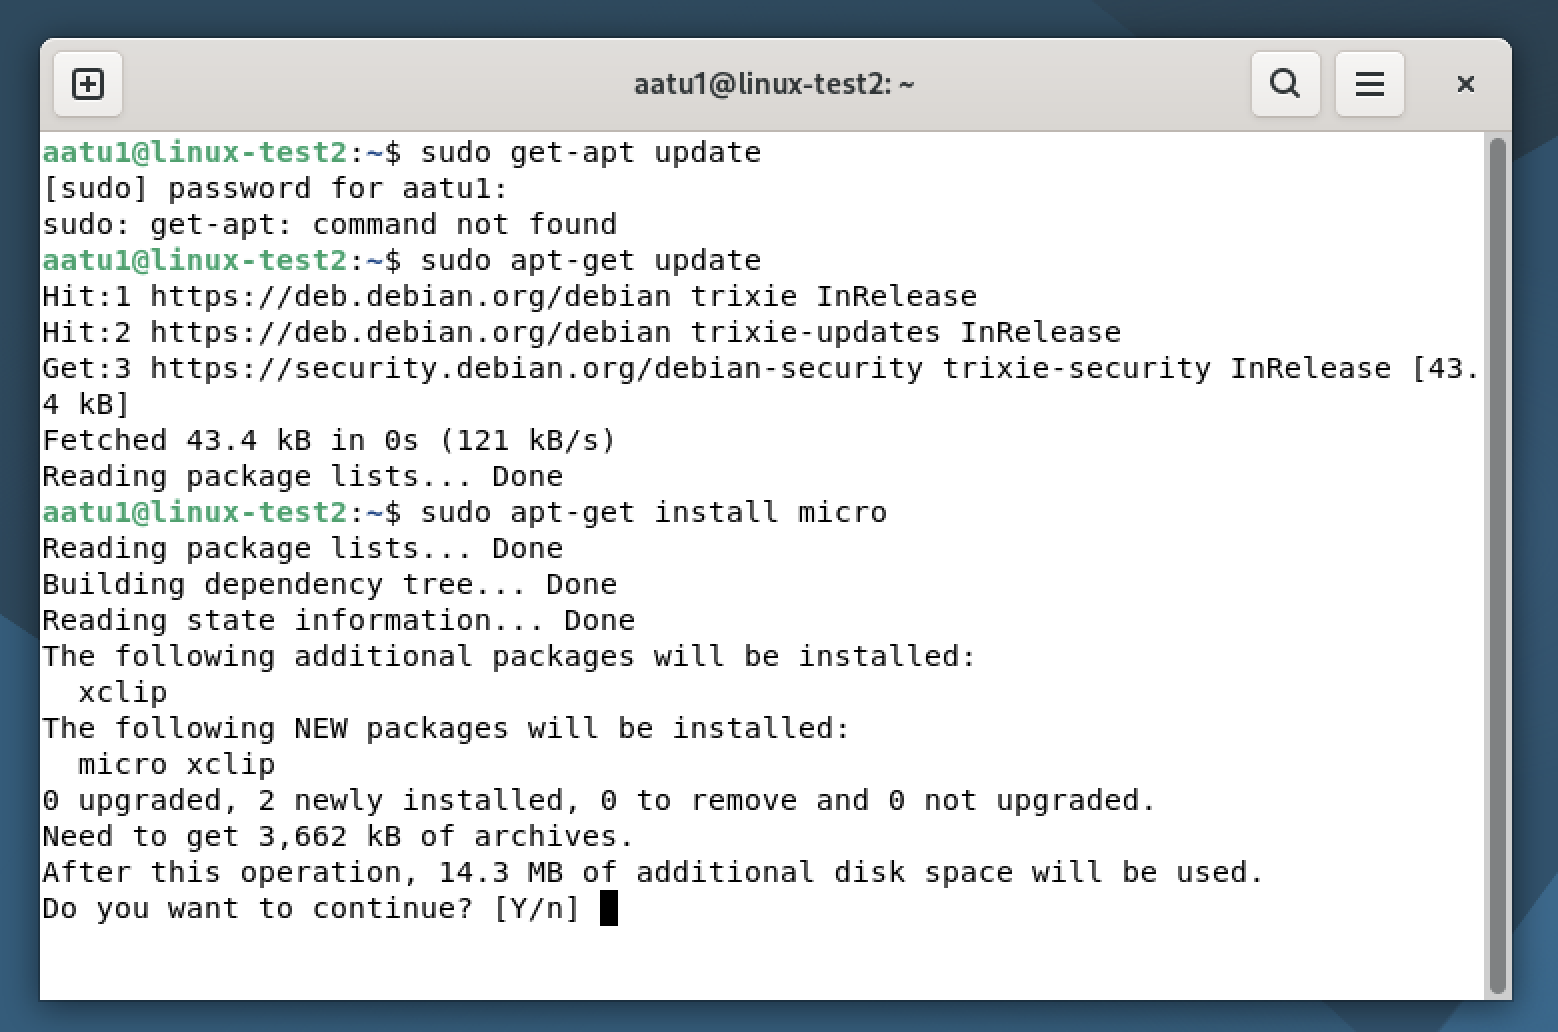 aatu1@linux-test2: ~
aatu1@linux-test2:~$ sudo get-apt update
[sudo] password for aatu1:
sudo: get-apt: command not found
aatu1@linux-test2:~$ sudo apt-get update
Hit:1 https://deb.debian.org/debian trixie InRelease
Hit:2 https://deb.debian.org/debian trixie-updates InRelease
Get:3 https://security.debian.org/debian-security trixie-security InRelease [43.
4 kB]
Fetched 43.4 kB in 0s (121 kB/s)
Reading package lists... Done
aatu1@linux-test2:~$ sudo apt-get install micro
Reading package lists... Done
Building dependency tree... Done
Reading state information... Done
The following additional packages will be installed:
  xclip
The following NEW packages will be installed:
  micro xclip
0 upgraded, 2 newly installed, 0 to remove and 0 not upgraded.
Need to get 3,662 kB of archives.
After this operation, 14.3 MB of additional disk space will be used.
Do you want to continue? [Y/n]